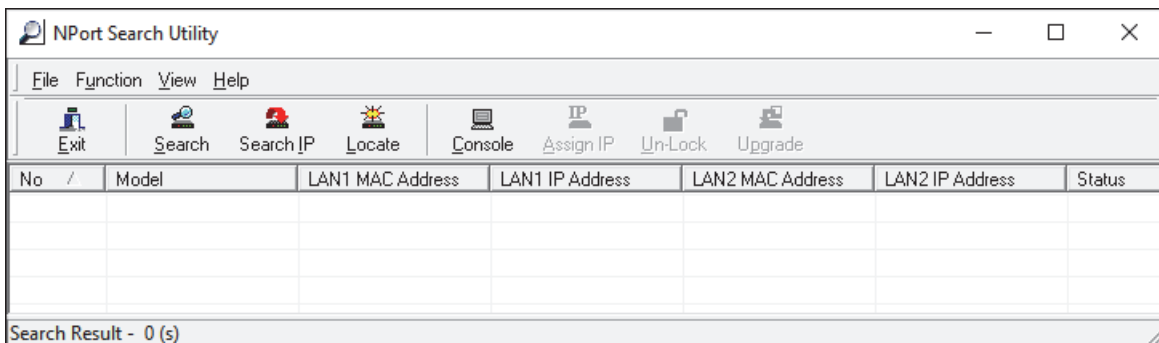 NPort Search Utility
File Function View Help
Exit Search Search IP Locate Console Assign IP Un-Lock Upgrade
No Model LAN1 MAC Address LAN1 IP Address LAN2 MAC Address LAN2 IP Address Status
Search Result - 0 (s)